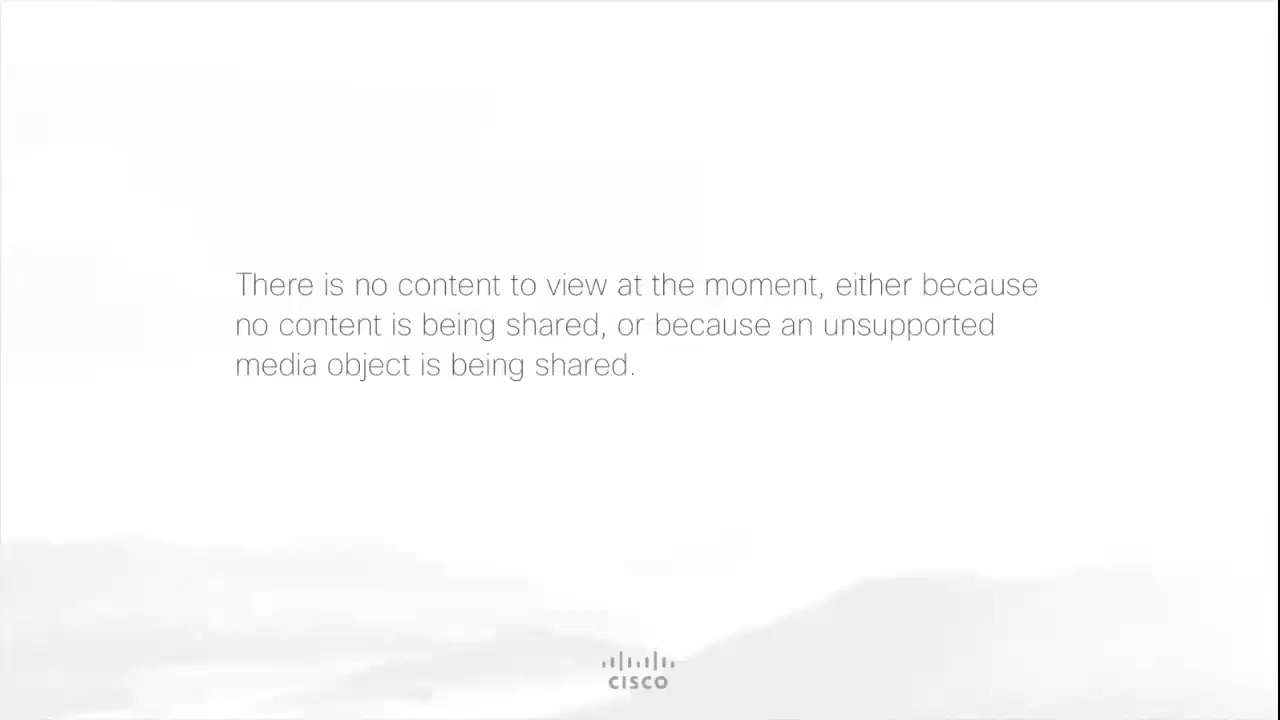 There is no content to view at the moment, either because
no content is being shared, or because an unsupported
media object is being shared.
CISCO